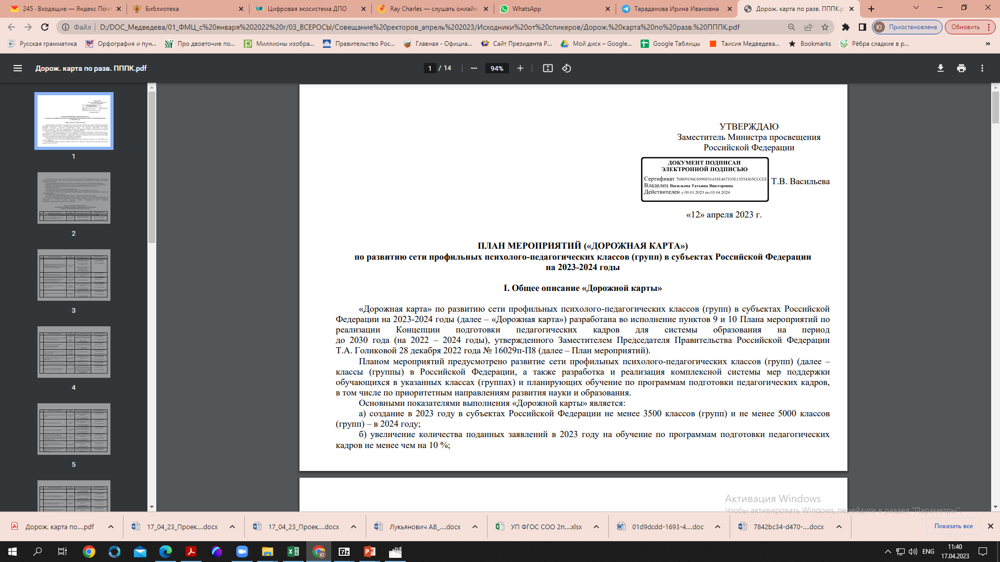 245 · Входящие — Яндекс Почт
Библиотека
Цифровая экосистема ДПО
Ray Charles — слушать онлайн
WhatsApp
Тараданова Ирина Ивановна
Дорож. карта по разв. ПППК.p
Файл
D:/DOC_Медведева/01_ФМЦ_с%20января%202022%20г/03_ВСЕРОСЫ/Совещание%20ректоров_апрель%202023/Исходники%20от%20спикеров/Дорож.%20карта%20по%20разв.%20ПППК.pdf
Ю Приостановлена
Обновить
Русская грамматика
Орфография и пун...
Про двоеточие по...
Миллионы изобра...
Правительство Рос...
Главная - Официа...
Сайт Президента Р...
Мой диск – Google...
Google Таблицы
Таисия Медведева...
Bookmarks
Рёбра сладкие в р...
»
Дорож. карта по разв. ПППК.pdf
1 / 14
94%
1
2
3
4
5
УТВЕРЖДАЮ
Заместитель Министра просвещения
Российской Федерации
ДОКУМЕНТ ПОДПИСАН
ЭЛЕКТРОННОЙ ПОДПИСЬЮ
Сертификат 70B09196C6990F01435E467335E13554365CCCEE
Владелец Васильева Татьяна Викторовна
Действителен с 09.01.2023 по 03.04.2024
Т.В. Васильева
«12» апреля 2023 г.
ПЛАН МЕРОПРИЯТИЙ («ДОРОЖНАЯ КАРТА»)
по развитию сети профильных психолого-педагогических классов (групп) в субъектах Российской Федерации
на 2023-2024 годы
I. Общее описание «Дорожной карты»
«Дорожная карта» по развитию сети профильных психолого-педагогических классов (групп) в субъектах Российской
Федерации на 2023-2024 годы (далее – «Дорожная карта») разработана во исполнение пунктов 9 и 10 Плана мероприятий по
реализации Концепции подготовки педагогических кадров для системы образования на период
до 2030 года (на 2022 – 2024 годы), утвержденного Заместителем Председателя Правительства Российской Федерации
Т.А. Голиковой 28 декабря 2022 года № 16029п-П8 (далее – План мероприятий).
Планом мероприятий предусмотрено развитие сети профильных психолого-педагогических классов (групп) (далее –
классы (группы) в Российской Федерации, а также разработка и реализация комплексной системы мер поддержки
обучающихся в указанных классах (группах) и планирующих обучение по программам подготовки педагогических кадров,
в том числе по приоритетным направлениям развития науки и образования.
Основными показателями выполнения «Дорожной карты» является:
а) создание в 2023 году в субъектах Российской Федерации не менее 3500 классов (групп) и не менее 5000 классов
(групп) – в 2024 году;
б) увеличение количества поданных заявлений в 2023 году на обучение по программам подготовки педагогических
кадров не менее чем на 10 %;
Активация Windows
Чтобы активировать Windows, перейдите в раздел "Параметры".
Дорож. карта по....pdf
17_04_23_Проек....docx
17_04_23_Проек....docx
Лукьянович АВ_....docx
УП ФГОС СОО 2п....xlsx
01d9dcdd-1693-4....doc
7842bc34-d470-....docx
Показать все
ENG
11:40
17.04.2023